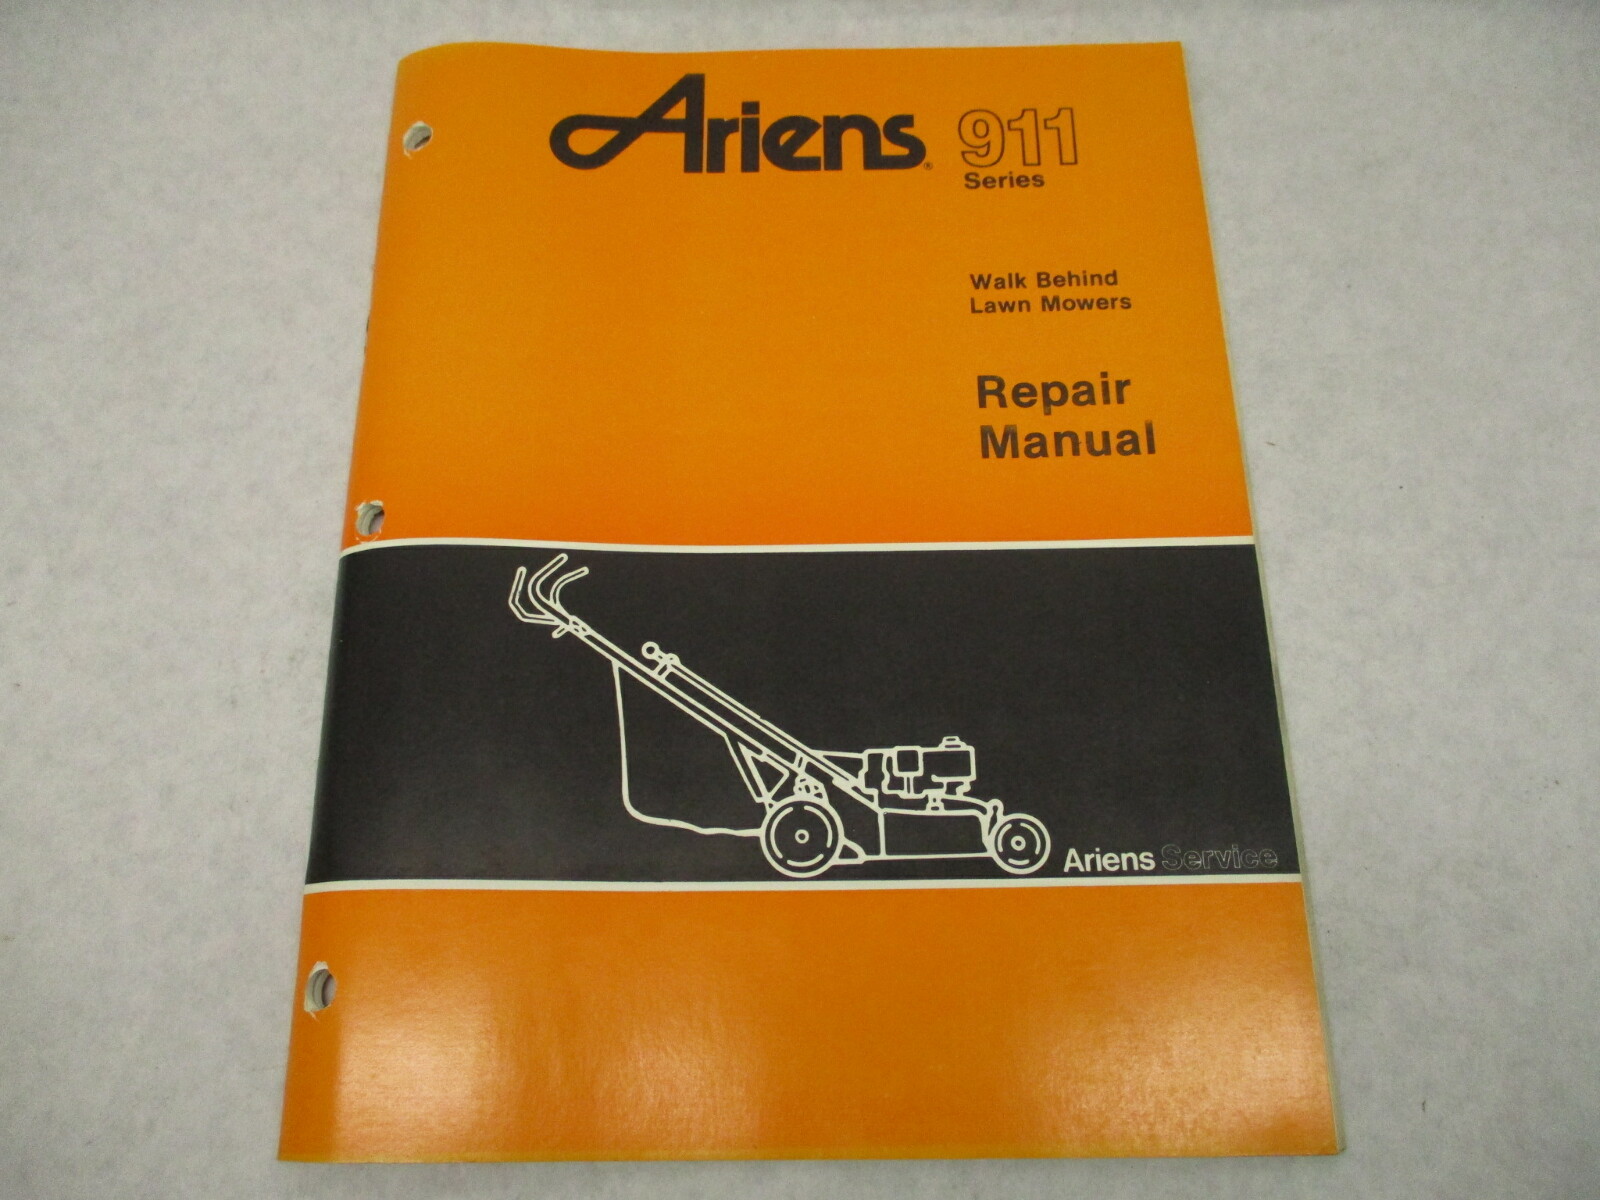 Ariens® 911
Series
Walk Behind
Lawn Mowers
Repair
Manual
Ariens Service